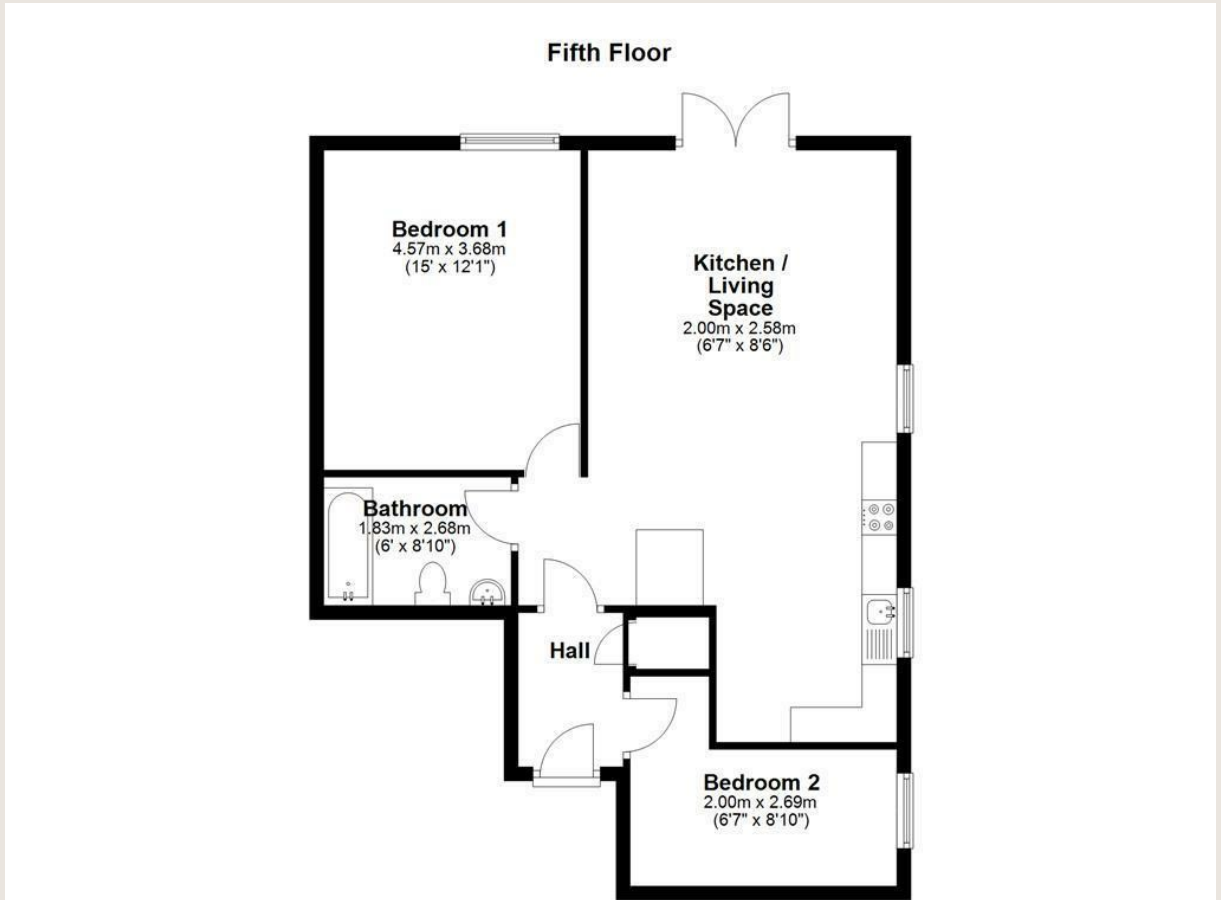 Fifth Floor
Bedroom 1
4.57m x 3.68m
(15' x 12'1")
Kitchen /
Living
Space
2.00m x 2.58m
(6'7" x 8'6")
Bathroom
1.83m x 2.68m
(6' x 8'10")
Hall
Bedroom 2
2.00m x 2.69m
(6'7" x 8'10")